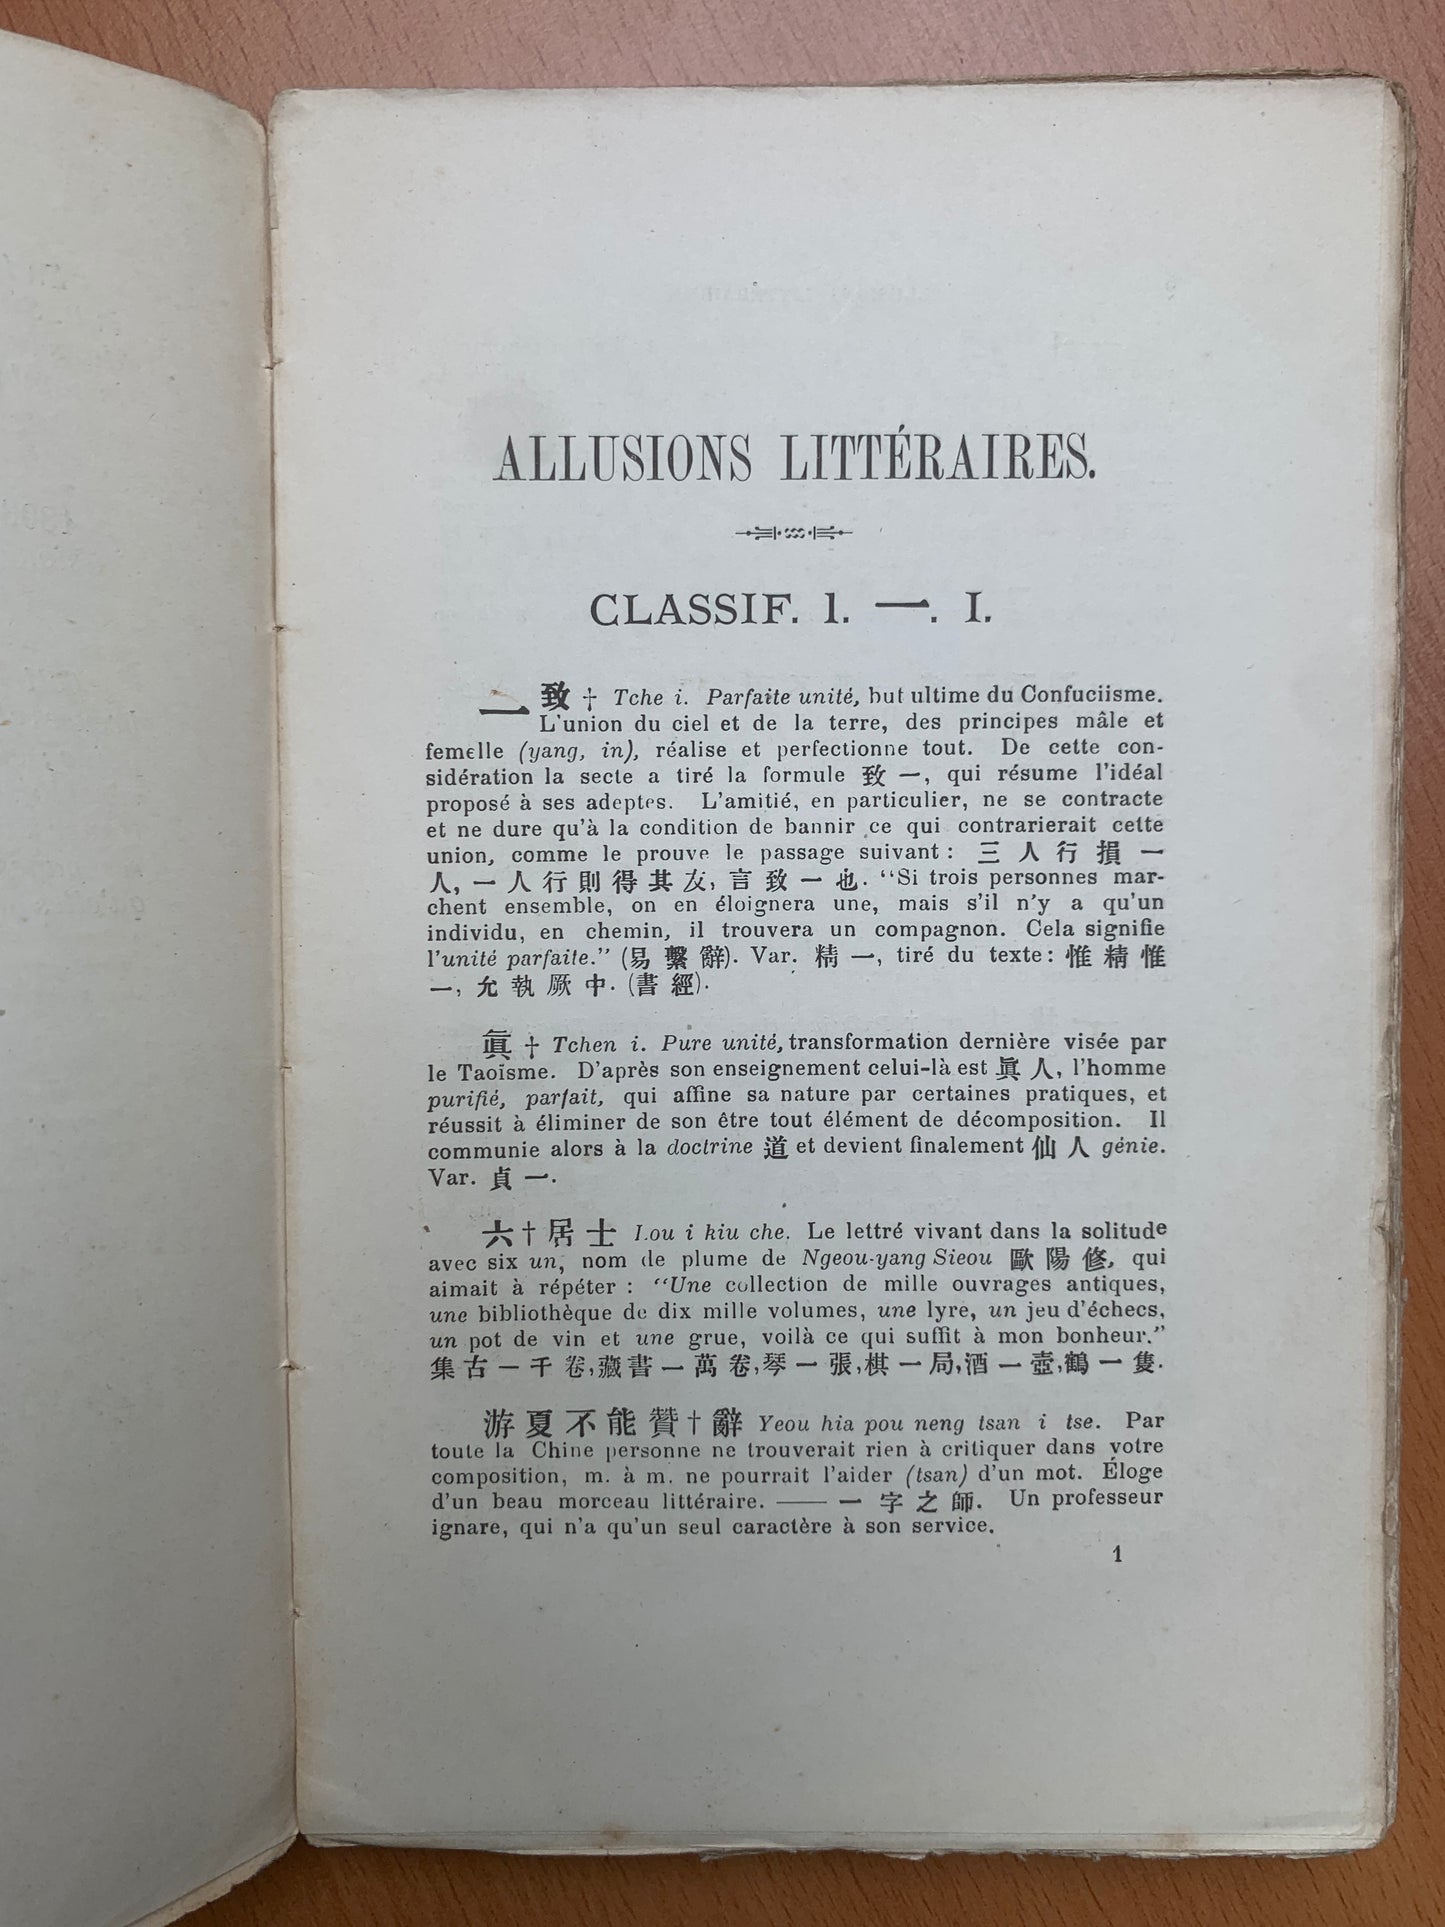 ALLUSIONS LITTÉRAIRES.
CLASSIF. 1. 一. I.
一 致 † Tche i. Parfaite unité, but ultime du Confuciisme.
L'union du ciel et de la terre, des principes mâle et
femelle (yang, in), réalise et perfectionne tout. De cette con-
sidération la secte a tiré la formule 致 一, qui résume l'idéal
proposé à ses adeptes. L'amitié, en particulier, ne se contracte
et ne dure qu'à la condition de bannir ce qui contrarierait cette
union, comme le prouve le passage suivant : 三 人 行 損 一
人, 一 人 行 則 得 其 友, 言 致 一 也. “Si trois personnes mar-
chent ensemble, on en éloignera une, mais s'il n'y a qu'un
individu, en chemin, il trouvera un compagnon. Cela signifie
l'unité parfaite.” (易 繫 辭). Var. 精 一, tiré du texte : 惟 精 惟
一, 允 執 厥 中. (書 經).
眞 † Tchen i. Pure unité, transformation dernière visée par
le Taoïsme. D'après son enseignement celui-là est 眞 人, l'homme
purifié, parfait, qui affine sa nature par certaines pratiques, et
réussit à éliminer de son être tout élément de décomposition. Il
communie alors à la doctrine 道 et devient finalement 仙 人 génie.
Var. 貞 一.
六 † 居 士 Lou i kiu che. Le lettré vivant dans la solitude
avec six un, nom de plume de Ngeou-yang Sieou 歐 陽 修, qui
aimait à répéter : “Une collection de mille ouvrages antiques,
une bibliothèque de dix mille volumes, une lyre, un jeu d'échecs,
un pot de vin et une grue, voilà ce qui suffit à mon bonheur.”
集 古 一 千 卷, 藏 書 一 萬 卷, 琴 一 張, 棋 一 局, 酒 一 壺, 鶴 一 隻.
游 夏 不 能 贊 † 辭 Yeou hia pou neng tsan i tse. Par
toute la Chine personne ne trouverait rien à critiquer dans votre
composition, m. à m. ne pourrait l'aider (tsan) d'un mot. Éloge
d'un beau morceau littéraire. —— 一 字 之 師. Un professeur
ignare, qui n'a qu'un seul caractère à son service.
1